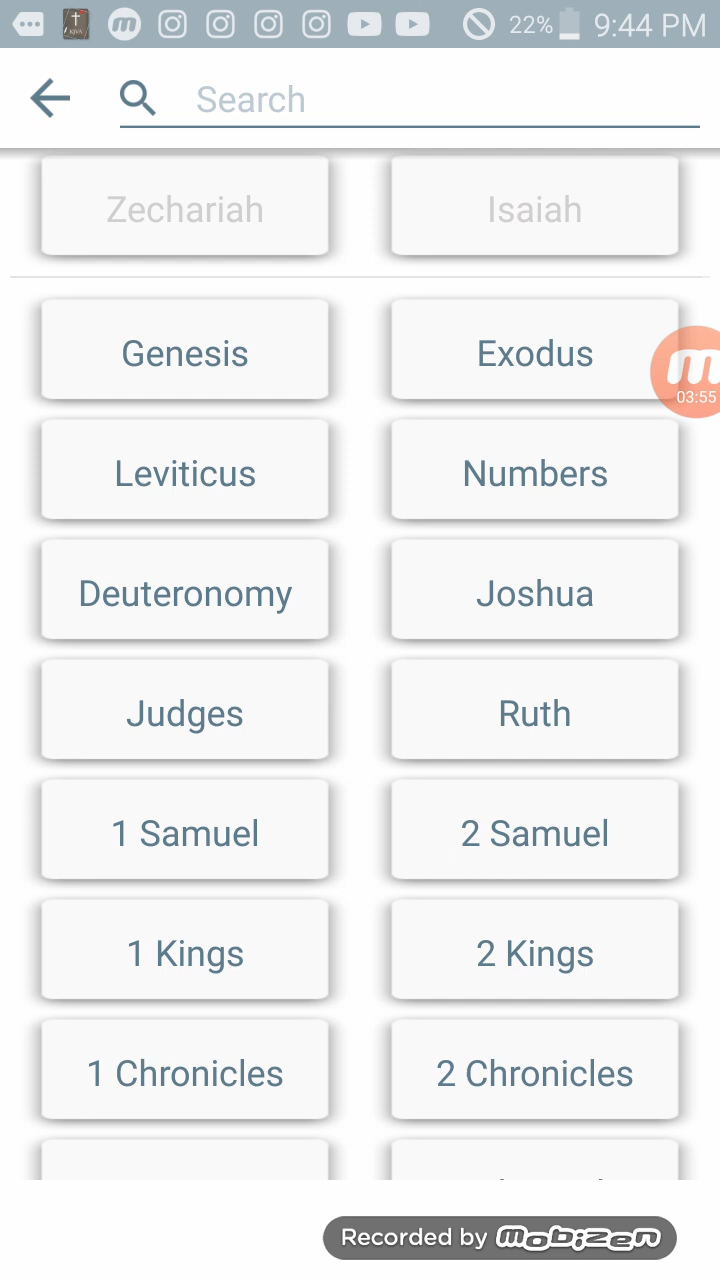 22% 9:44 PM
Search
Zechariah Isaiah
Genesis Exodus
03:55
Leviticus Numbers
Deuteronomy Joshua
Judges Ruth
1 Samuel 2 Samuel
1 Kings 2 Kings
1 Chronicles 2 Chronicles
Recorded by mobizen